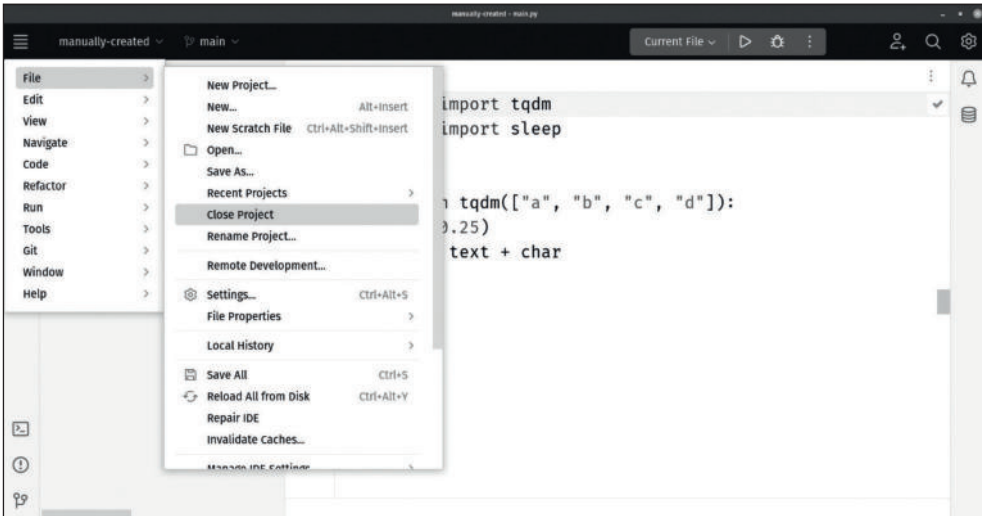 manually-created – main.py
manually-created
main
Current File
File
Edit
View
Navigate
Code
Refactor
Run
Tools
Git
Window
Help
New Project...
New... Alt+Insert
New Scratch File Ctrl+Alt+Shift+Insert
Open...
Save As...
Recent Projects
Close Project
Rename Project...
Remote Development...
Settings... Ctrl+Alt+S
File Properties
Local History
Save All Ctrl+S
Reload All from Disk Ctrl+Alt+Y
Repair IDE
Invalidate Caches...
Manage IDE Settings
import tqdm
import sleep
tqdm(["a", "b", "c", "d"]):
.25)
text + char